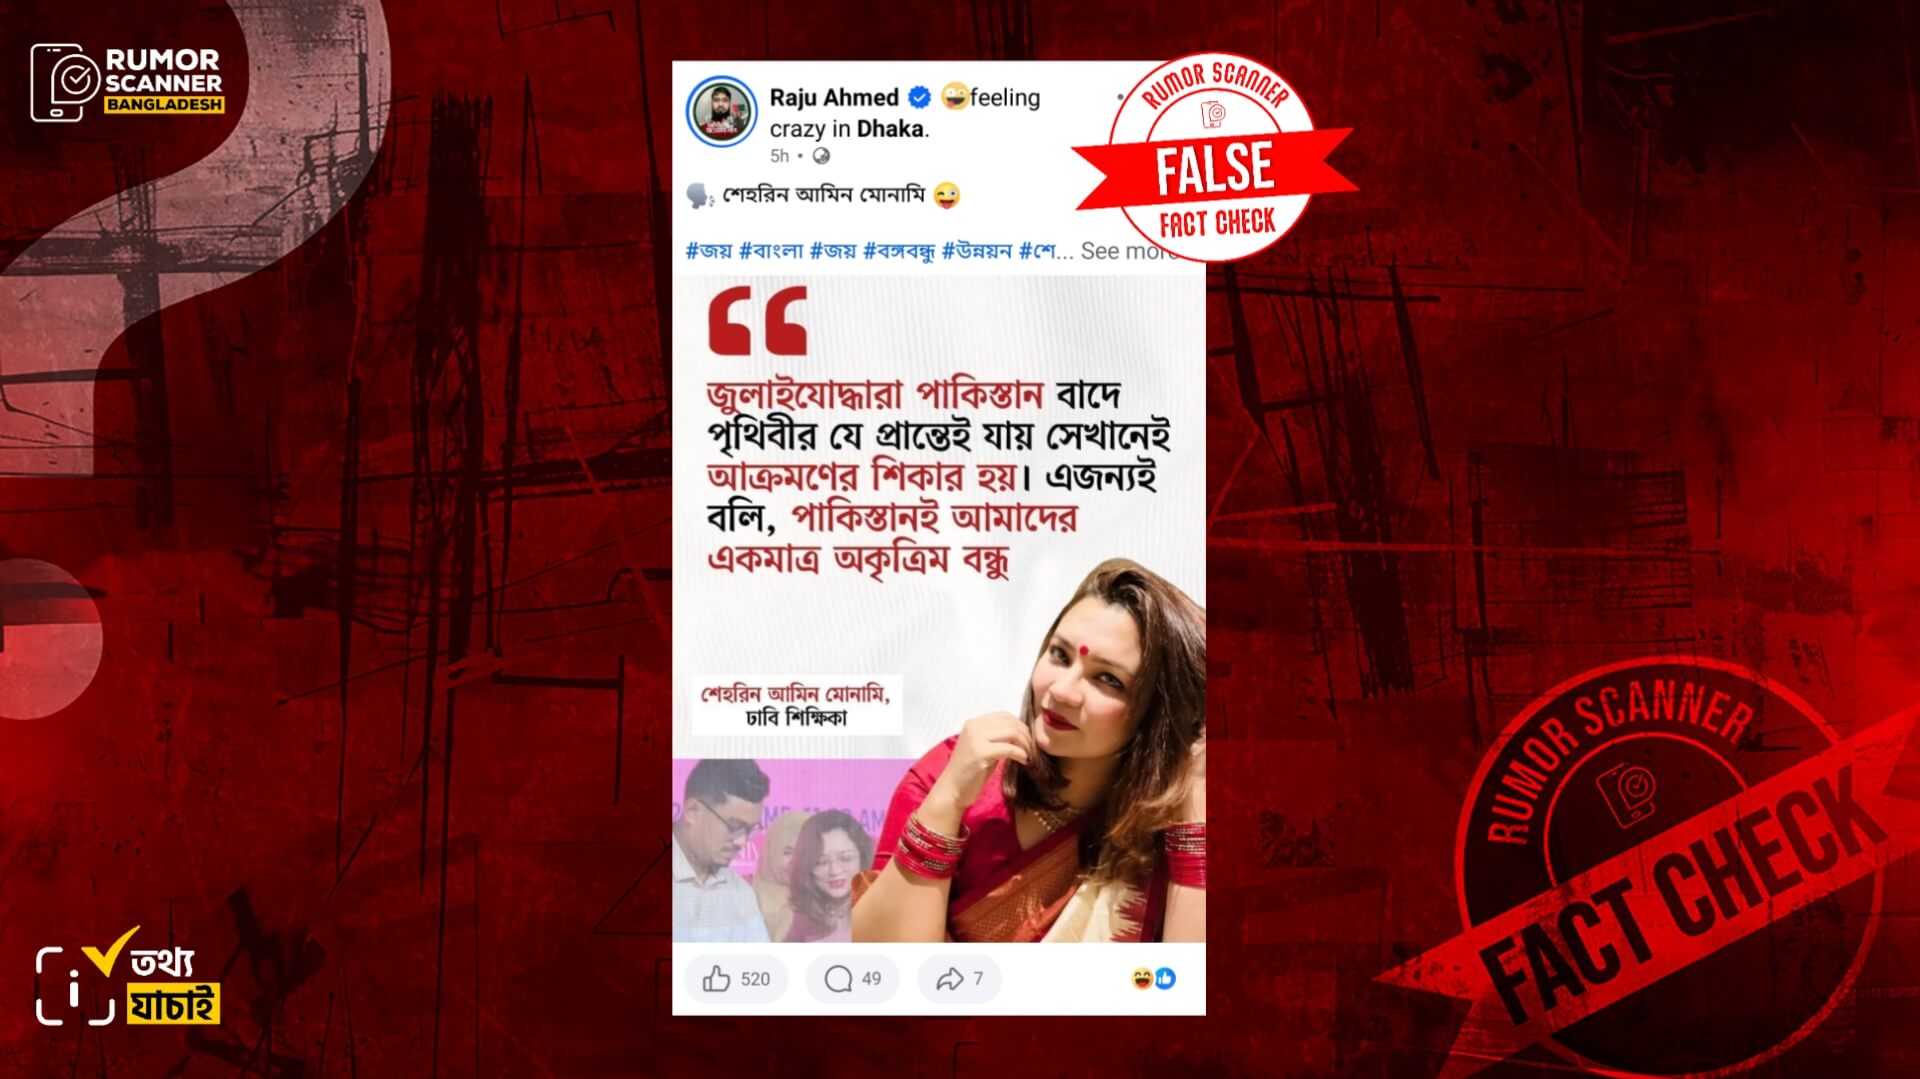 RUMOR
SCANNER
BANGLADESH
Raju Ahmed feeling
crazy in Dhaka.
5h
RUMOR SCANNER
FALSE
FACT CHECK
শেহরিন আমিন মোনামি
#জয় #বাংলা #জয় #বঙ্গবন্ধু #উন্নয়ন #শে... See more
“
জুলাইযোদ্ধারা পাকিস্তান বাদে
পৃথিবীর যে প্রান্তেই যায় সেখানেই
আক্রমণের শিকার হয়। এজন্যই
বলি, পাকিস্তানই আমাদের
একমাত্র অকৃত্রিম বন্ধু
শেহরিন আমিন মোনামি,
ঢাবি শিক্ষিকা
520 49 7
RUMOR SCANNER
FACT CHECK
তথ্য
যাচাই